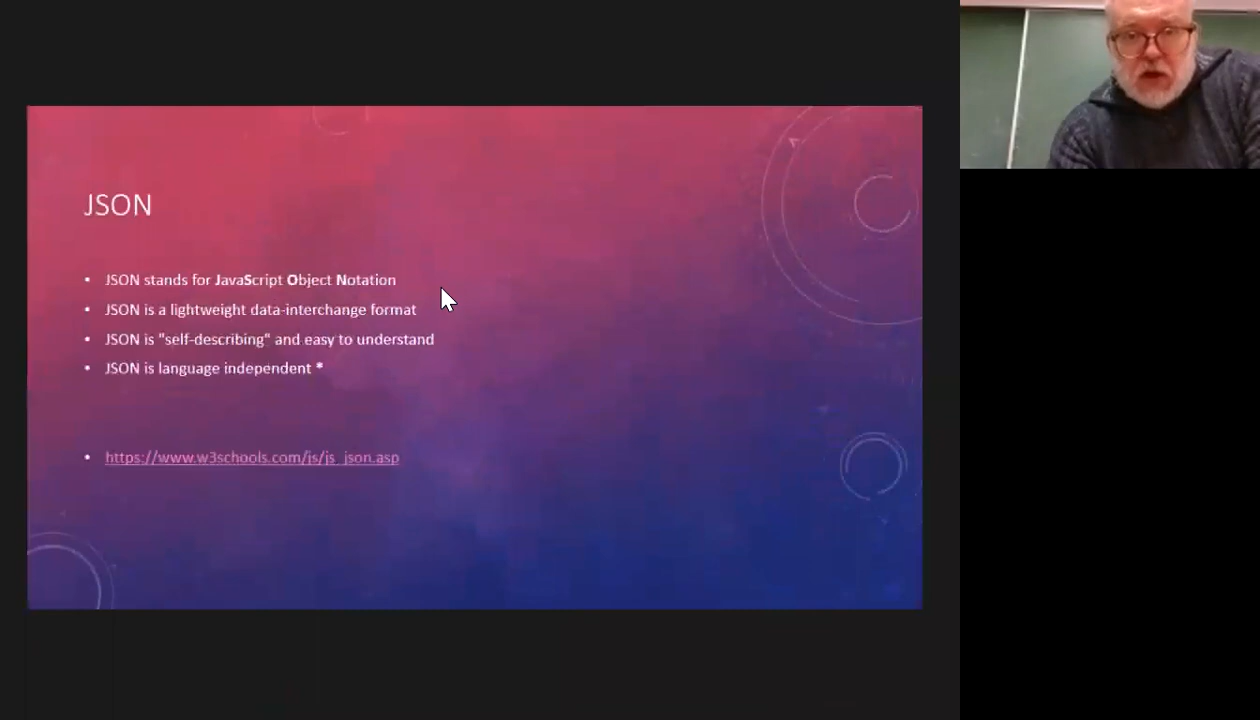 JSON
• JSON stands for JavaScript Object Notation
• JSON is a lightweight data-interchange format
• JSON is "self-describing" and easy to understand
• JSON is language independent *
• https://www.w3schools.com/js/js_json.asp